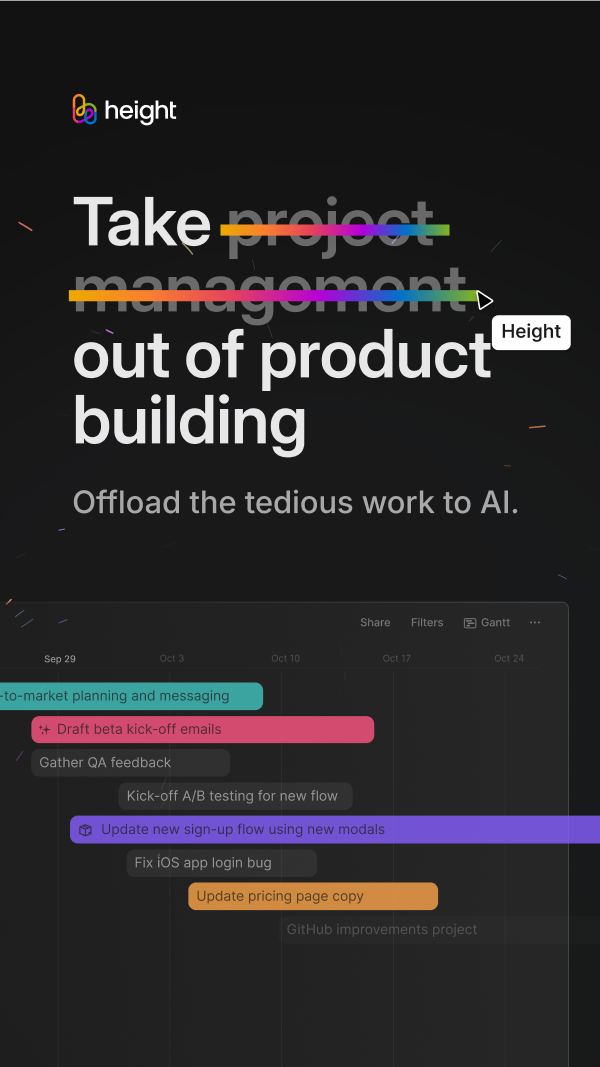 height
Take project
management
out of product
building
Height
Offload the tedious work to AI.
Share Filters Gantt ...
Sep 29 Oct 3 Oct 10 Oct 17 Oct 24
-to-market planning and messaging
Draft beta kick-off emails
Gather QA feedback
Kick-off A/B testing for new flow
Update new sign-up flow using new modals
Fix iOS app login bug
Update pricing page copy
GitHub improvements project